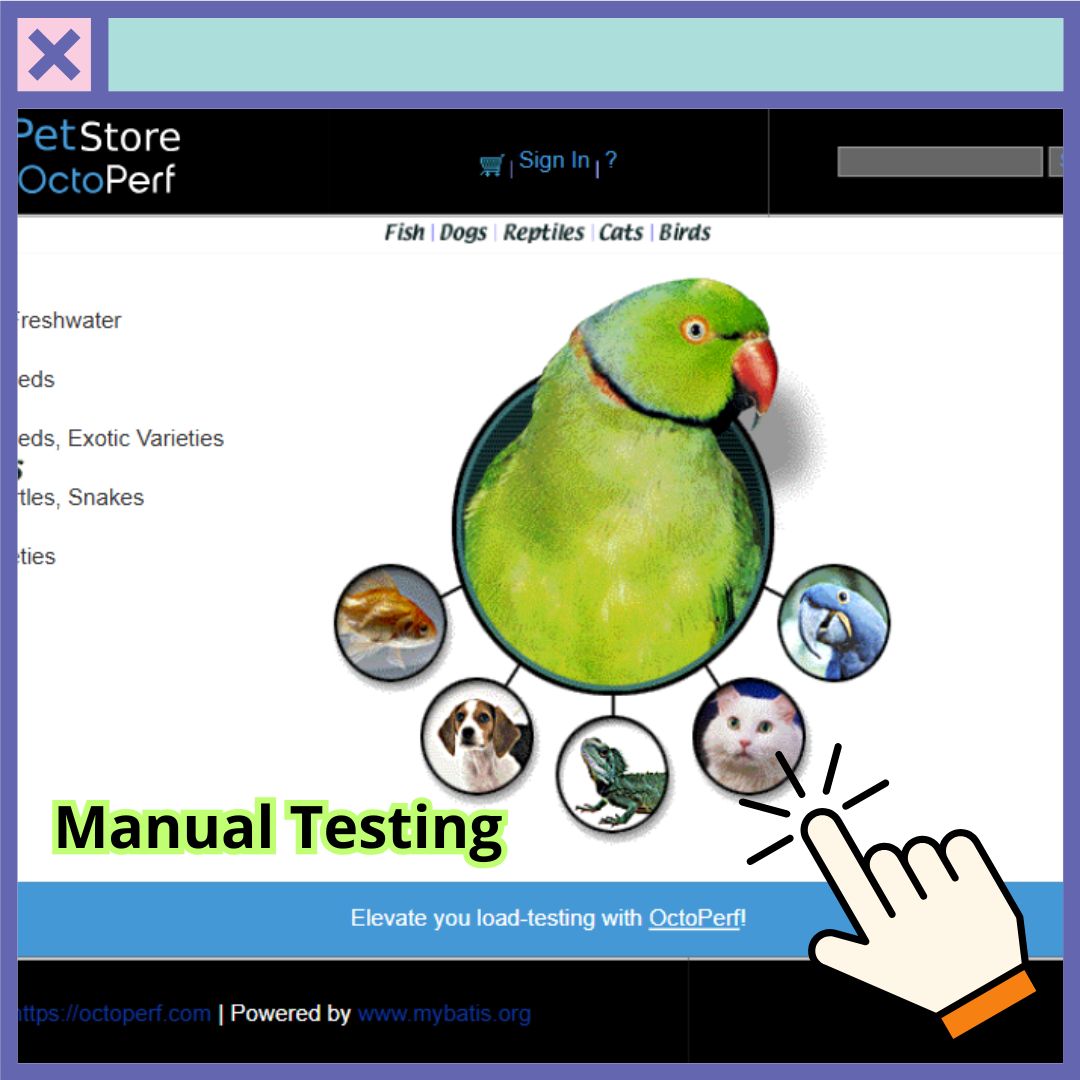 PetStore
OctoPerf
Sign In | ?
Fish | Dogs | Reptiles | Cats | Birds
Freshwater
eds
eds, Exotic Varieties
s
tles, Snakes
ties
Manual Testing
Elevate you load-testing with OctoPerf!
https://octoperf.com | Powered by www.mybatis.org